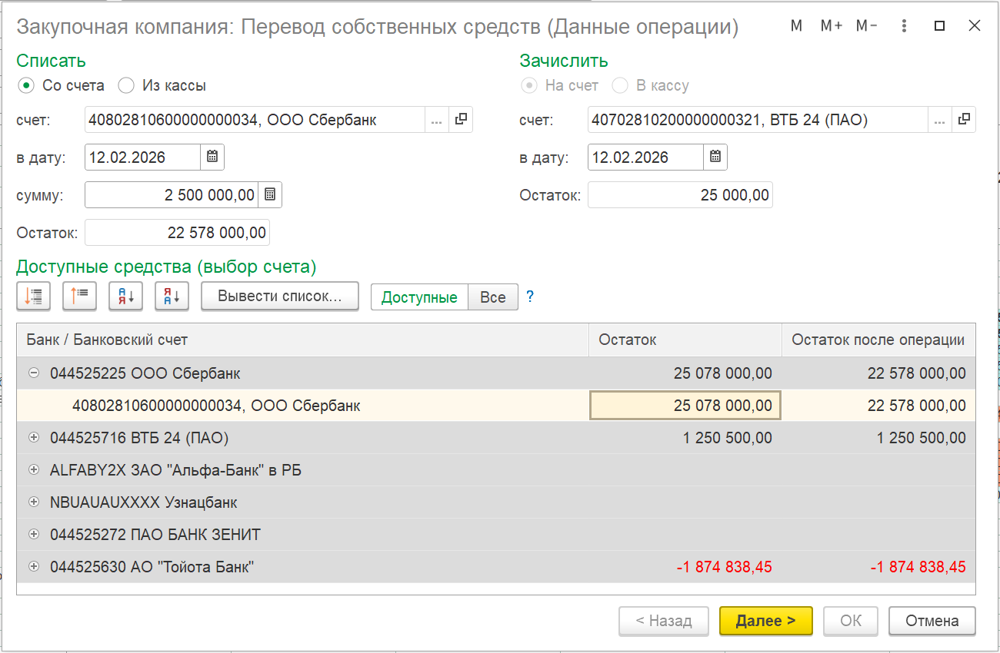 Закупочная компания: Перевод собственных средств (Данные операции) M M+ M-
Списать Зачислить
Со счета Из кассы На счет В кассу
счет: 40802810600000000034, ООО Сбербанк ... счет: 40702810200000000321, ВТБ 24 (ПАО) ...
в дату: 12.02.2026 в дату: 12.02.2026
сумму: 2 500 000,00 Остаток: 25 000,00
Остаток: 22 578 000,00
Доступные средства (выбор счета)
Вывести список... Доступные Все ?
Банк / Банковский счет Остаток Остаток после операции
044525225 ООО Сбербанк 25 078 000,00 22 578 000,00
40802810600000000034, ООО Сбербанк 25 078 000,00 22 578 000,00
044525716 ВТБ 24 (ПАО) 1 250 500,00 1 250 500,00
ALFABY2X ЗАО "Альфа-Банк" в РБ
NBUAUAUXXXX Узнацбанк
044525272 ПАО БАНК ЗЕНИТ
044525630 АО "Тойота Банк" -1 874 838,45 -1 874 838,45
< Назад Далее > ОК Отмена